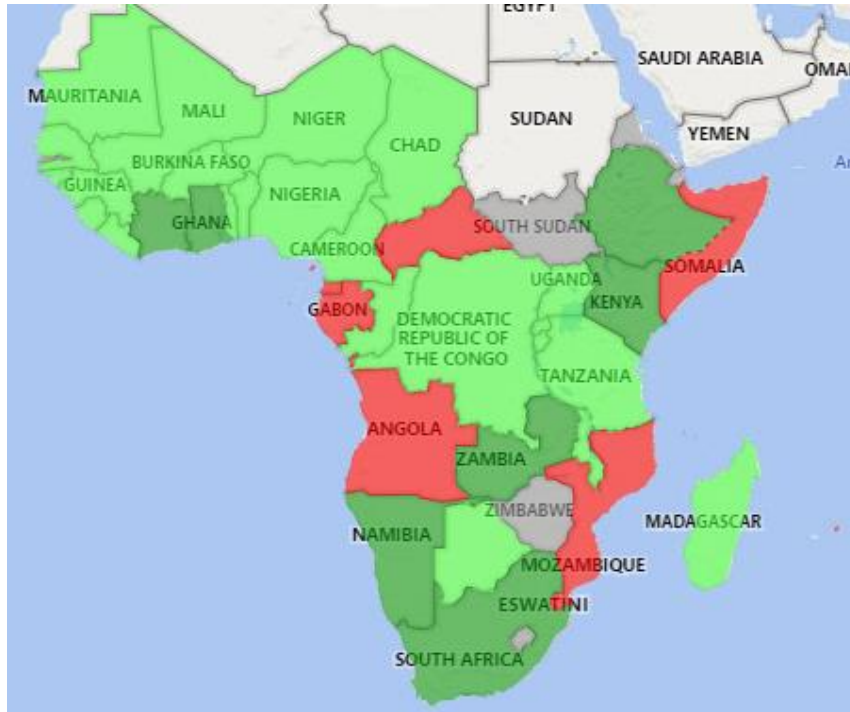 EGYPT
SAUDI ARABIA
OMA
MAURITANIA
MALI
NIGER
SUDAN
YEMEN
CHAD
BURKINA FASO
GUINEA
NIGERIA
GHANA
SOUTH SUDAN
CAMEROON
SOMALIA
UGANDA
KENYA
GABON
DEMOCRATIC
REPUBLIC OF
THE CONGO
TANZANIA
ANGOLA
ZAMBIA
ZIMBABWE
MADAGASCAR
NAMIBIA
MOZAMBIQUE
ESWATINI
SOUTH AFRICA